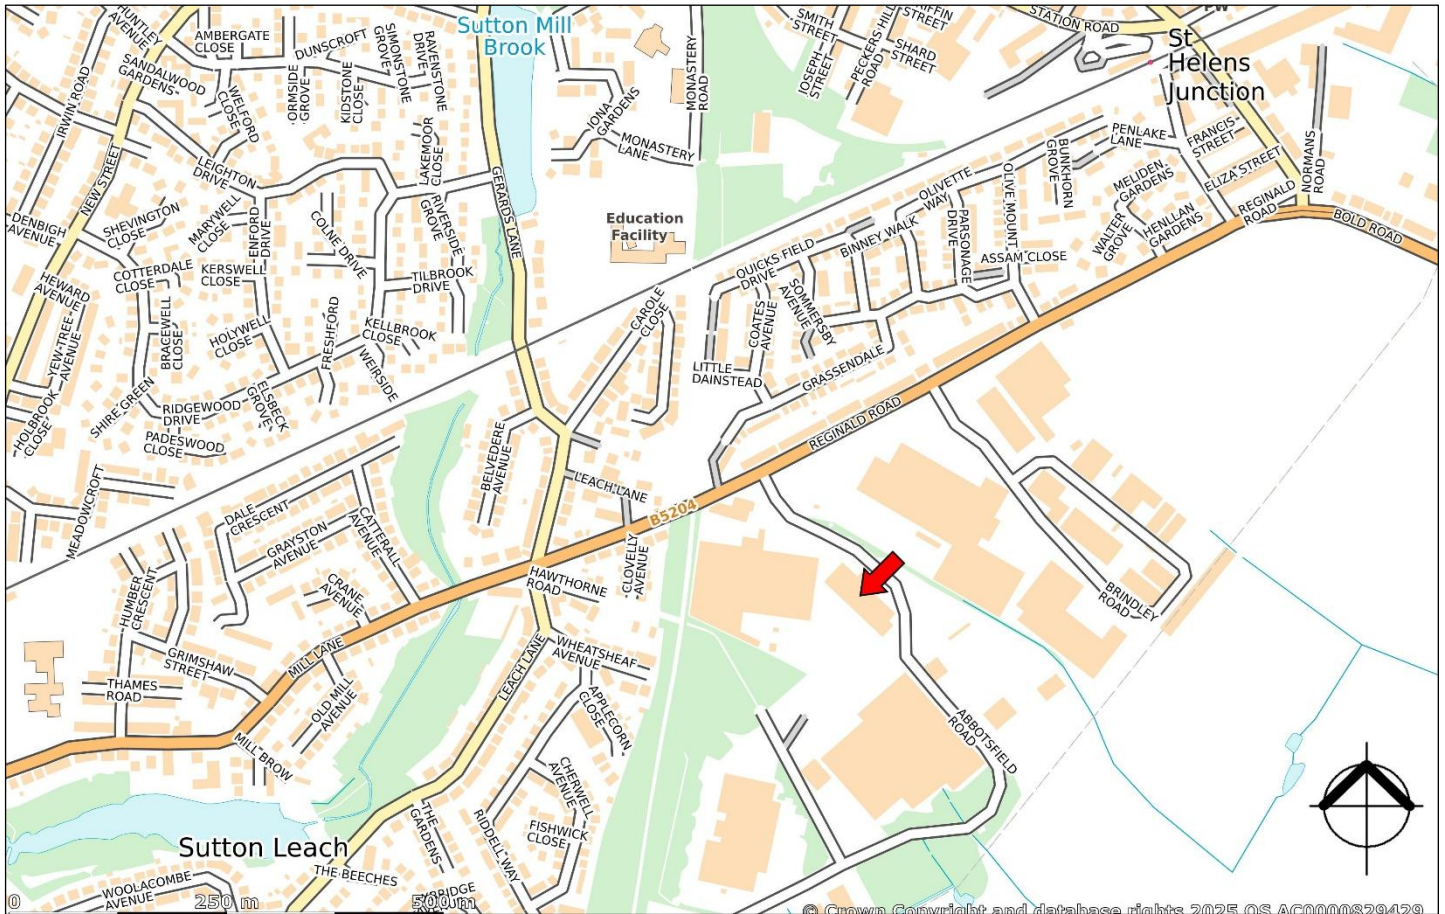 HUNTLEY
AVENUE
AMBERGATE
CLOSE
DUNSCROFT
SIMONSTONE
GROVE
RAVENSTONE
DRIVE
Sutton Mill
Brook
MONASTERY
ROAD
SMITH
STREET
JOSEPH
STREET
PECKERS HILL
ROAD
GRIFFIN
STREET
SHARD
STREET
STATION ROAD
PW
St
Helens
Junction
IRWIN ROAD
SANDALWOOD
GARDENS
WELFORD
CLOSE
ORMSIDE
GROVE
KIDSTONE
CLOSE
LAKEMOOR
CLOSE
IONA
GARDENS
MONASTERY
LANE
PENLAKE
LANE
FRANCIS
STREET
ELIZA STREET
NORMANS
ROAD
NEW STREET
LEIGHTON
DRIVE
GERARDS LANE
BUNKHORN
GROVE
OLIVE MOUNT
OLIVETTE
WAY
MELIDEN
GARDENS
REGINALD
ROAD
BOLD ROAD
DENBIGH
AVENUE
SHEVINGTON
CLOSE
MARYWELL
CLOSE
ENFORD
DRIVE
COLNE DRIVE
RIVERSIDE
GROVE
Education
Facility
BINNEY WALK
PARSONAGE
DRIVE
WALTER
GROVE
HENLLAN
GARDENS
ASSAM CLOSE
COTTERDALE
CLOSE
KERSWELL
CLOSE
TILBROOK
DRIVE
QUICKS FIELD
DRIVE
HEWARD
AVENUE
YEW TREE
AVENUE
BRACEWELL
CLOSE
HOLYWELL
CLOSE
FRESHFORD
KELLBROOK
CLOSE
WEIRSIDE
CAROLE
CLOSE
COATES
AVENUE
SOMMERSBY
AVENUE
LITTLE
DAINSTEAD
GRASSENDALE
HOLBROOK
CLOSE
SHIRE GREEN
RIDGEWOOD
DRIVE
ELSBECK
GROVE
PADESWOOD
CLOSE
REGINALD ROAD
BELVEDERE
AVENUE
LEACH LANE
B5204
MEADOWCROFT
DALE
CRESCENT
GRAYSTON
AVENUE
CATTERALL
AVENUE
CRANE
AVENUE
HAWTHORNE
ROAD
CLOVELLY
AVENUE
BRINDLEY
ROAD
HUMBER
CRESCENT
GRIMSHAW
STREET
MILL LANE
THAMES
ROAD
OLD MILL
AVENUE
LEACH LANE
WHEATSHEAF
AVENUE
APPLECORN
CLOSE
ABBOTSFIELD
ROAD
MILL BROW
CHERWELL
AVENUE
THE
GARDENS
RIDDELL WAY
FISHWICK
CLOSE
Sutton Leach
THE BEECHES
WOOLACOMBE
AVENUE
0
250 m
500 m
© Crown Copyright and database rights 2025 OS AC0000829429